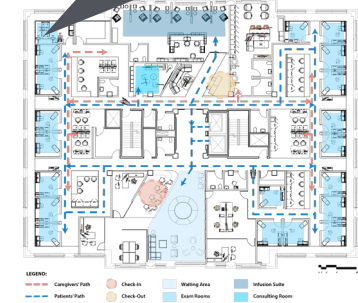 LEGEND:
Caregivers' Path Check-In Waiting Area Infusion Suite
Patients' Path Check-Out Exam Rooms Consulting Room